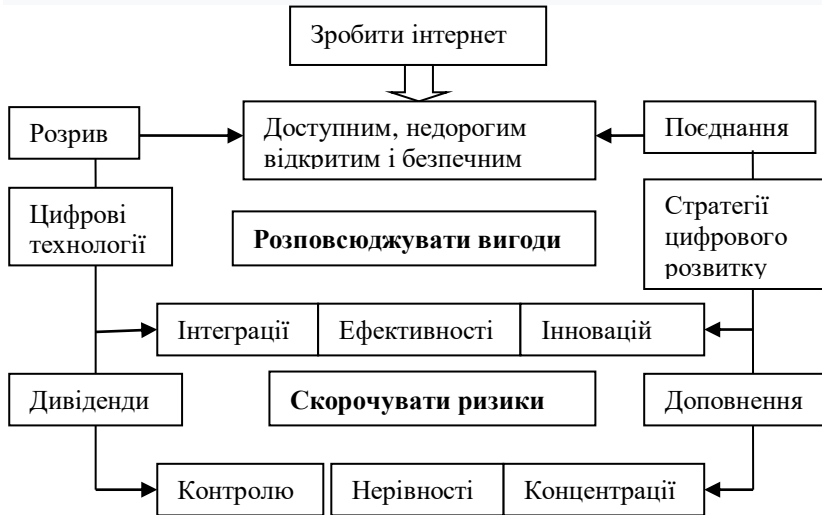 Зробити інтернет
Розрив
Доступним, недорогим
відкритим і безпечним
Поєднання
Цифрові
технології
Розповсюджувати вигоди
Стратегії
цифрового
розвитку
Інтеграції
Ефективності
Інновацій
Дивіденди
Скорочувати ризики
Доповнення
Контролю
Нерівності
Концентрації